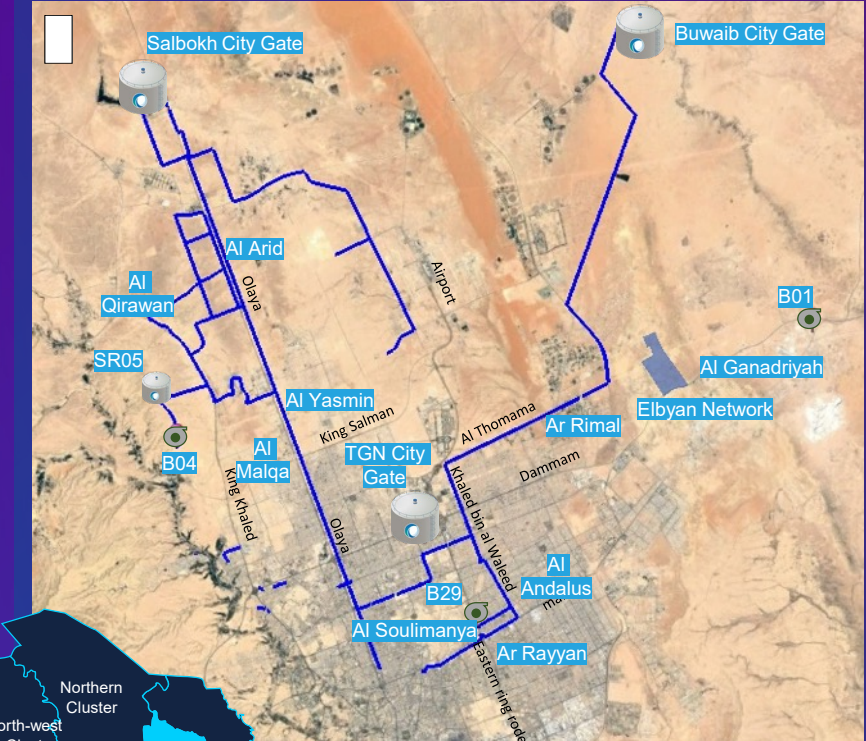 Salbokh City Gate
Buwaib City Gate
Al Arid
Olaya
Airport
Al
Qirawan
B01
SR05
Al Ganadriyah
Al Yasmin
Elbyan Network
King Salman
Al Thomama
Ar Rimal
B04
Al
Malqa
TGN City
Gate
Dammam
King Khaled
Khaled bin al Waleed
Olaya
Al
Andalus
B29
Al Soulimanya
Ar Rayyan
Eastern ring rode
Northern
Cluster
orth-west